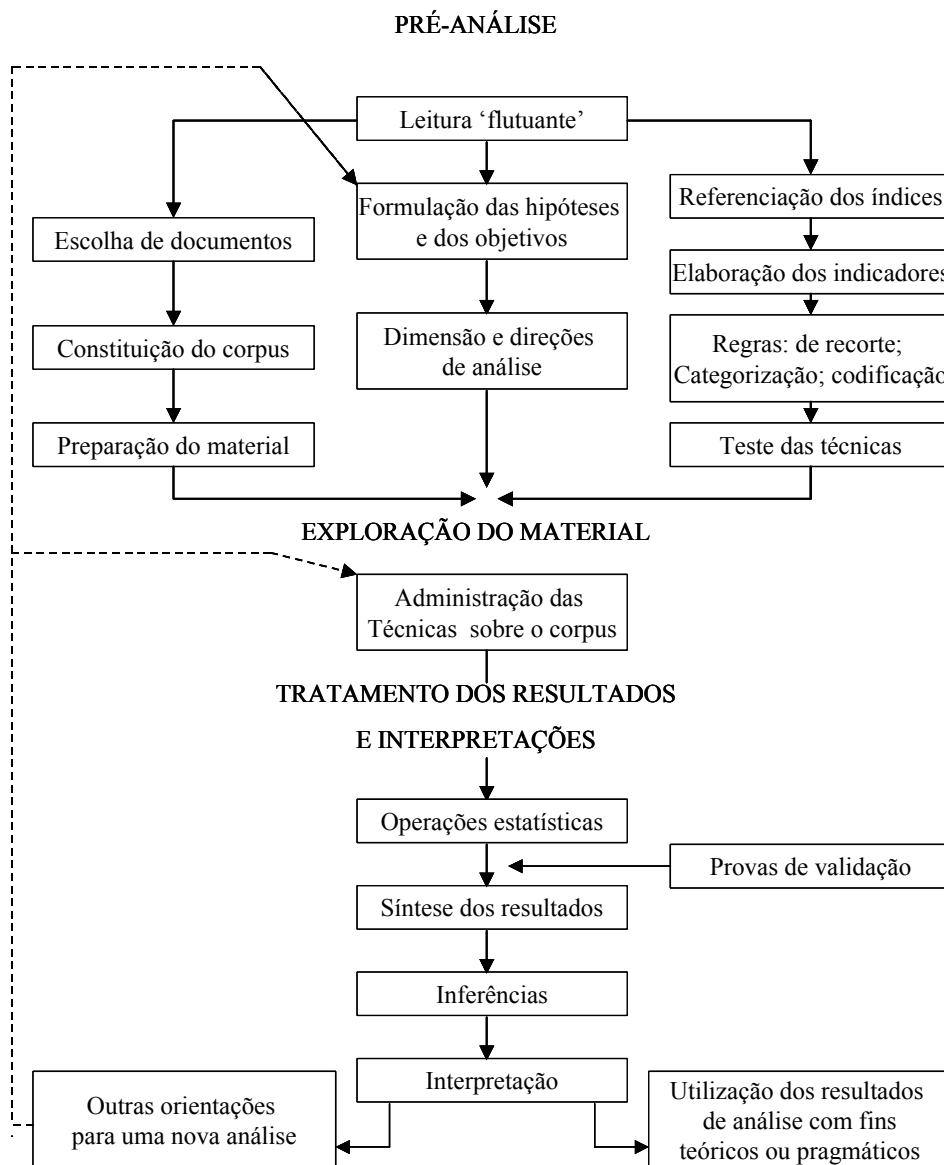 PRÉ-ANÁLISE
Leitura ‘flutuante’
Escolha de documentos
Constituição do corpus
Preparação do material
Formulação das hipóteses
e dos objetivos
Dimensão e direções
de análise
Referenciação dos índices
Elaboração dos indicadores
Regras: de recorte;
Categorização; codificação
Teste das técnicas
EXPLORAÇÃO DO MATERIAL
Administração das
Técnicas sobre o corpus
TRATAMENTO DOS RESULTADOS
E INTERPRETAÇÕES
Operações estatísticas
Provas de validação
Síntese dos resultados
Inferências
Interpretação
Outras orientações
para uma nova análise
Utilização dos resultados
de análise com fins
teóricos ou pragmáticos